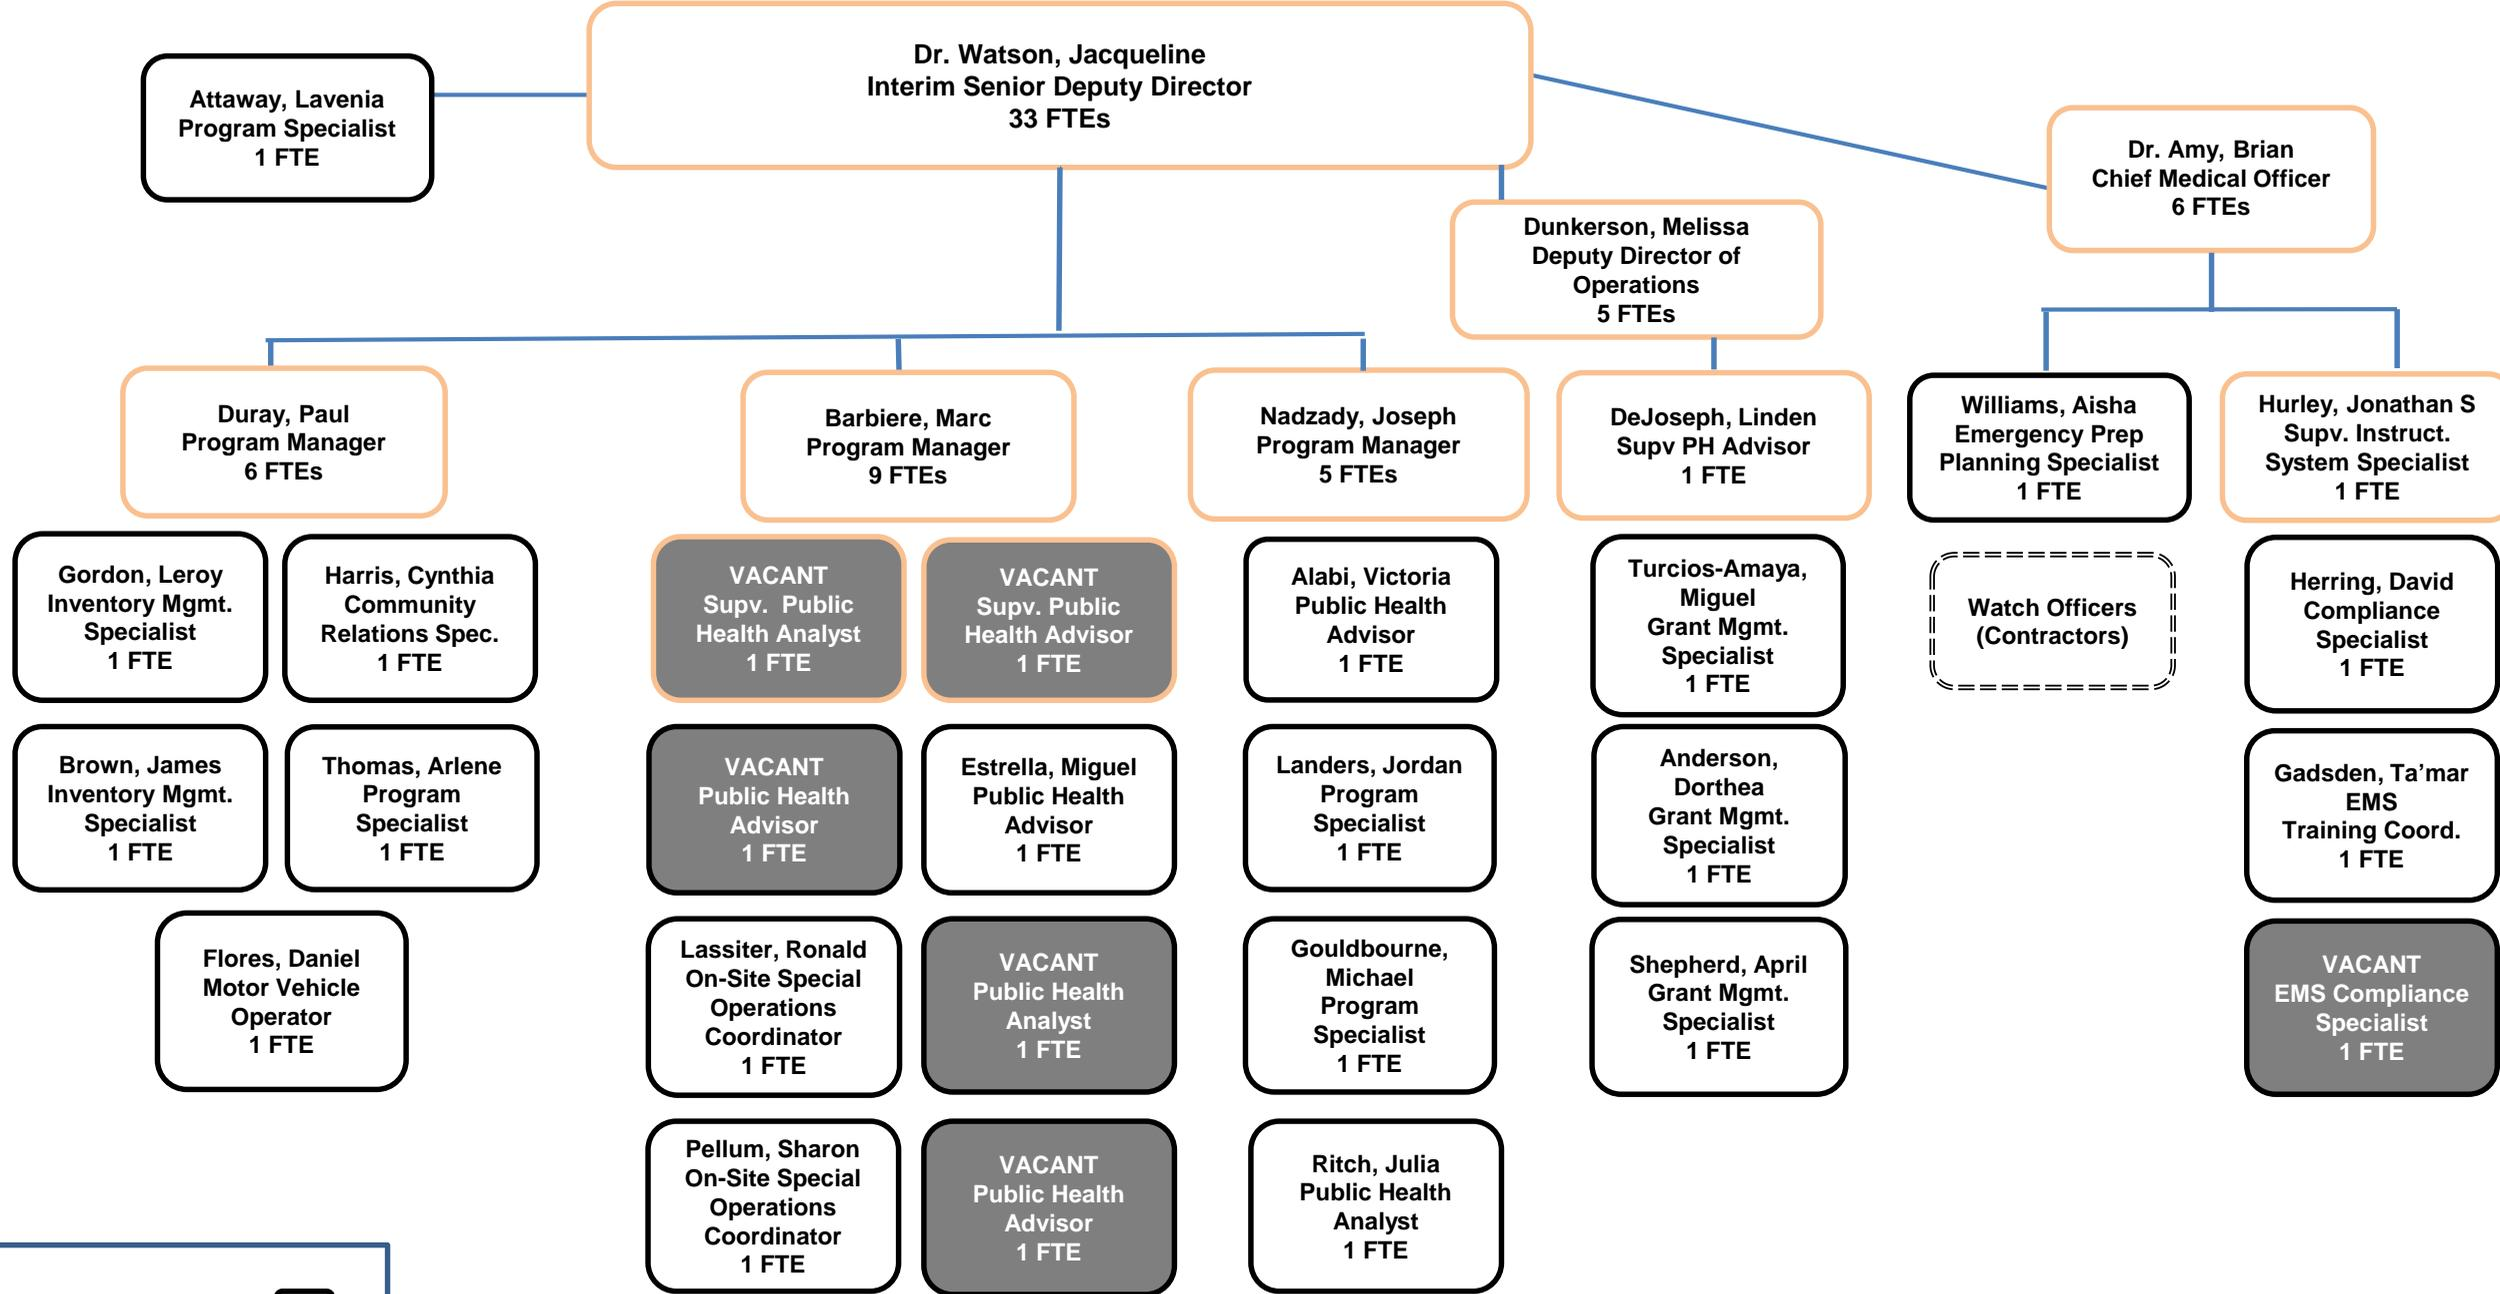 Dr. Watson, Jacqueline
Interim Senior Deputy Director
33 FTEs
Attaway, Lavenia
Program Specialist
1 FTE
Dr. Amy, Brian
Chief Medical Officer
6 FTEs
Dunkerson, Melissa
Deputy Director of
Operations
5 FTEs
Duray, Paul
Program Manager
6 FTEs
Barbiere, Marc
Program Manager
9 FTEs
Nadzady, Joseph
Program Manager
5 FTEs
DeJoseph, Linden
Supv PH Advisor
1 FTE
Williams, Aisha
Emergency Prep
Planning Specialist
1 FTE
Hurley, Jonathan S
Supv. Instruct.
System Specialist
1 FTE
Gordon, Leroy
Inventory Mgmt.
Specialist
1 FTE
Harris, Cynthia
Community
Relations Spec.
1 FTE
VACANT
Supv.  Public
Health Analyst
1 FTE
VACANT
Supv. Public
Health Advisor
1 FTE
Alabi, Victoria
Public Health
Advisor
1 FTE
Turcios-Amaya,
Miguel
Grant Mgmt.
Specialist
1 FTE
Watch Officers
(Contractors)
Herring, David
Compliance
Specialist
1 FTE
Brown, James
Inventory Mgmt.
Specialist
1 FTE
Thomas, Arlene
Program
Specialist
1 FTE
VACANT
Public Health
Advisor
1 FTE
Estrella, Miguel
Public Health
Advisor
1 FTE
Landers, Jordan
Program
Specialist
1 FTE
Anderson,
Dorthea
Grant Mgmt.
Specialist
1 FTE
Gadsden, Ta’mar
EMS
Training Coord.
1 FTE
Flores, Daniel
Motor Vehicle
Operator
1 FTE
Lassiter, Ronald
On-Site Special
Operations
Coordinator
1 FTE
VACANT
Public Health
Analyst
1 FTE
Gouldbourne,
Michael
Program
Specialist
1 FTE
Shepherd, April
Grant Mgmt.
Specialist
1 FTE
VACANT
EMS Compliance
Specialist
1 FTE
Pellum, Sharon
On-Site Special
Operations
Coordinator
1 FTE
VACANT
Public Health
Advisor
1 FTE
Ritch, Julia
Public Health
Analyst
1 FTE